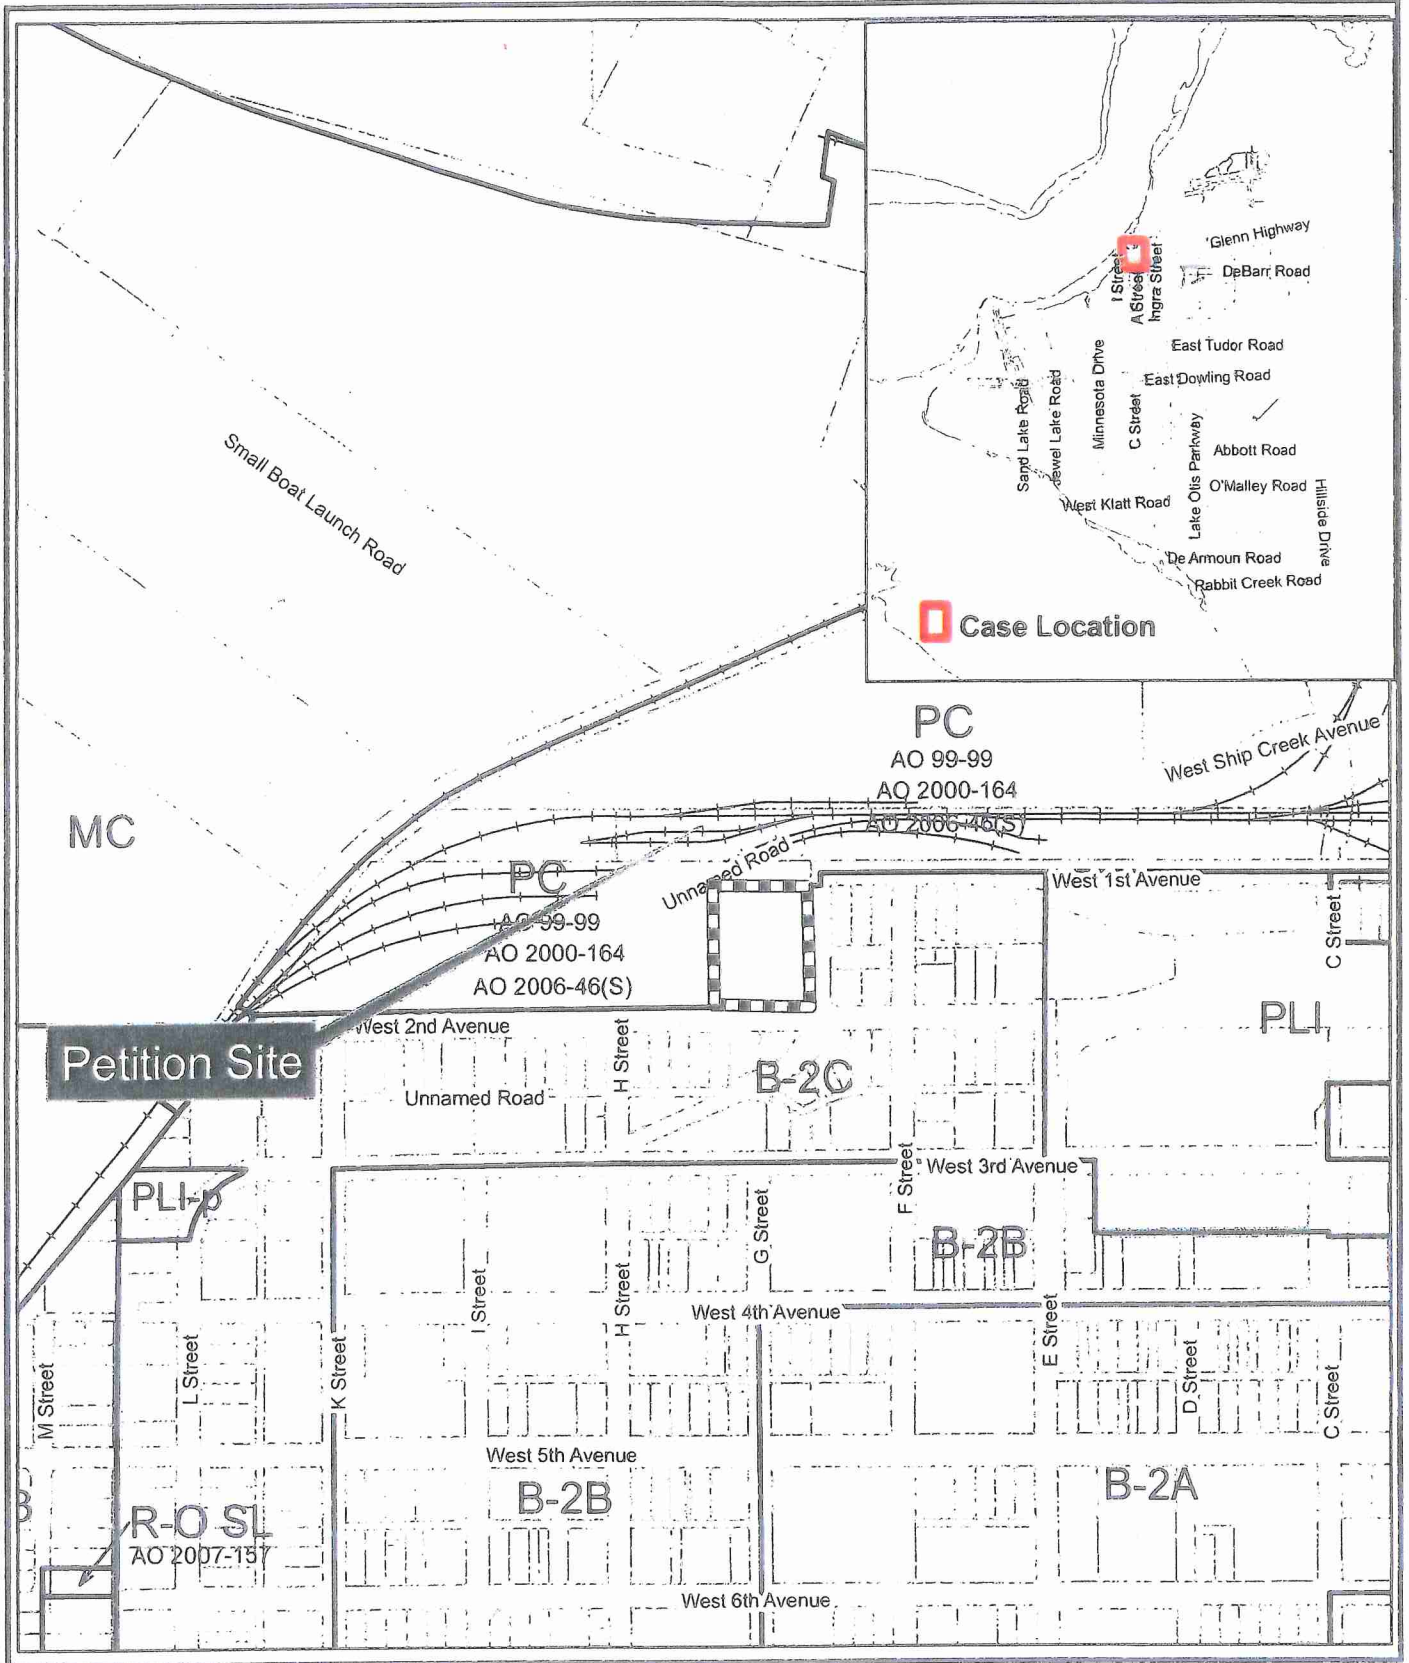 'Glenn Highway
DeBarr Road
I Street
A Street
Ingra Street
East Tudor Road
East Dowling Road
Minnesota Drive
C Street
Sand Lake Road
Jewel Lake Road
Lake Otis Parkway
Abbott Road
O'Malley Road
Hillside Drive
West Klatt Road
De Armoun Road
Rabbit Creek Road
Case Location
Small Boat Launch Road
PC
AO 99-99
AO 2000-164
AO 2006-46(S)
West Ship Creek Avenue
MC
Unnamed Road
PC
AO 99-99
AO 2000-164
AO 2006-46(S)
West 1st Avenue
C Street
PLI
West 2nd Avenue
Petition Site
H Street
B-2C
Unnamed Road
F Street
West 3rd Avenue
PLI-p
G Street
B-2B
I Street
H Street
West 4th Avenue
E Street
M Street
L Street
K Street
D Street
C Street
West 5th Avenue
B-2B
B-2A
R-O SL
AO 2007-157
West 6th Avenue